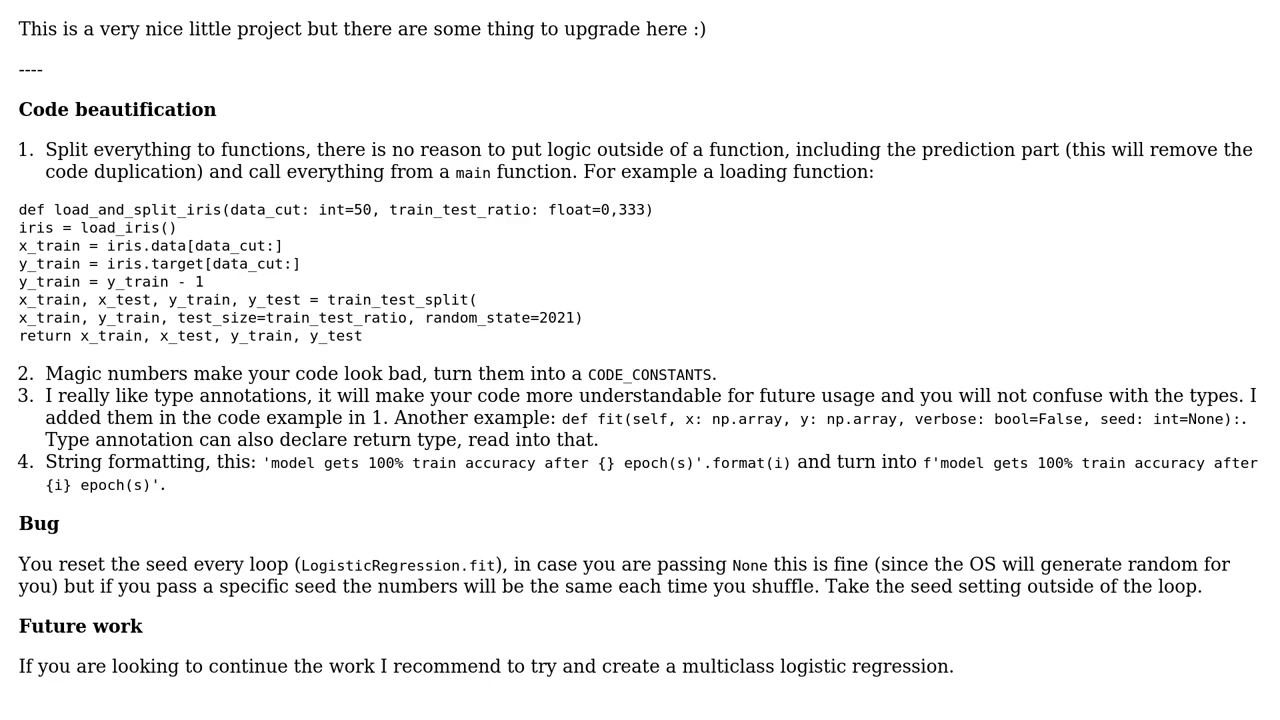 This is a very nice little project but there are some thing to upgrade here :)
----
Code beautification
1. Split everything to functions, there is no reason to put logic outside of a function, including the prediction part (this will remove the
code duplication) and call everything from a main function. For example a loading function:
def load_and_split_iris(data_cut: int=50, train_test_ratio: float=0,333)
iris = load_iris()
x_train = iris.data[data_cut:]
y_train = iris.target[data_cut:]
y_train = y_train - 1
x_train, x_test, y_train, y_test = train_test_split(
x_train, y_train, test_size=train_test_ratio, random_state=2021)
return x_train, x_test, y_train, y_test
2. Magic numbers make your code look bad, turn them into a CODE_CONSTANTS.
3. I really like type annotations, it will make your code more understandable for future usage and you will not confuse with the types. I
added them in the code example in 1. Another example: def fit(self, x: np.array, y: np.array, verbose: bool=False, seed: int=None):.
Type annotation can also declare return type, read into that.
4. String formatting, this: 'model gets 100% train accuracy after {} epoch(s)'.format(i) and turn into f'model gets 100% train accuracy after
{i} epoch(s)'.
Bug
You reset the seed every loop (LogisticRegression.fit), in case you are passing None this is fine (since the OS will generate random for
you) but if you pass a specific seed the numbers will be the same each time you shuffle. Take the seed setting outside of the loop.
Future work
If you are looking to continue the work I recommend to try and create a multiclass logistic regression.